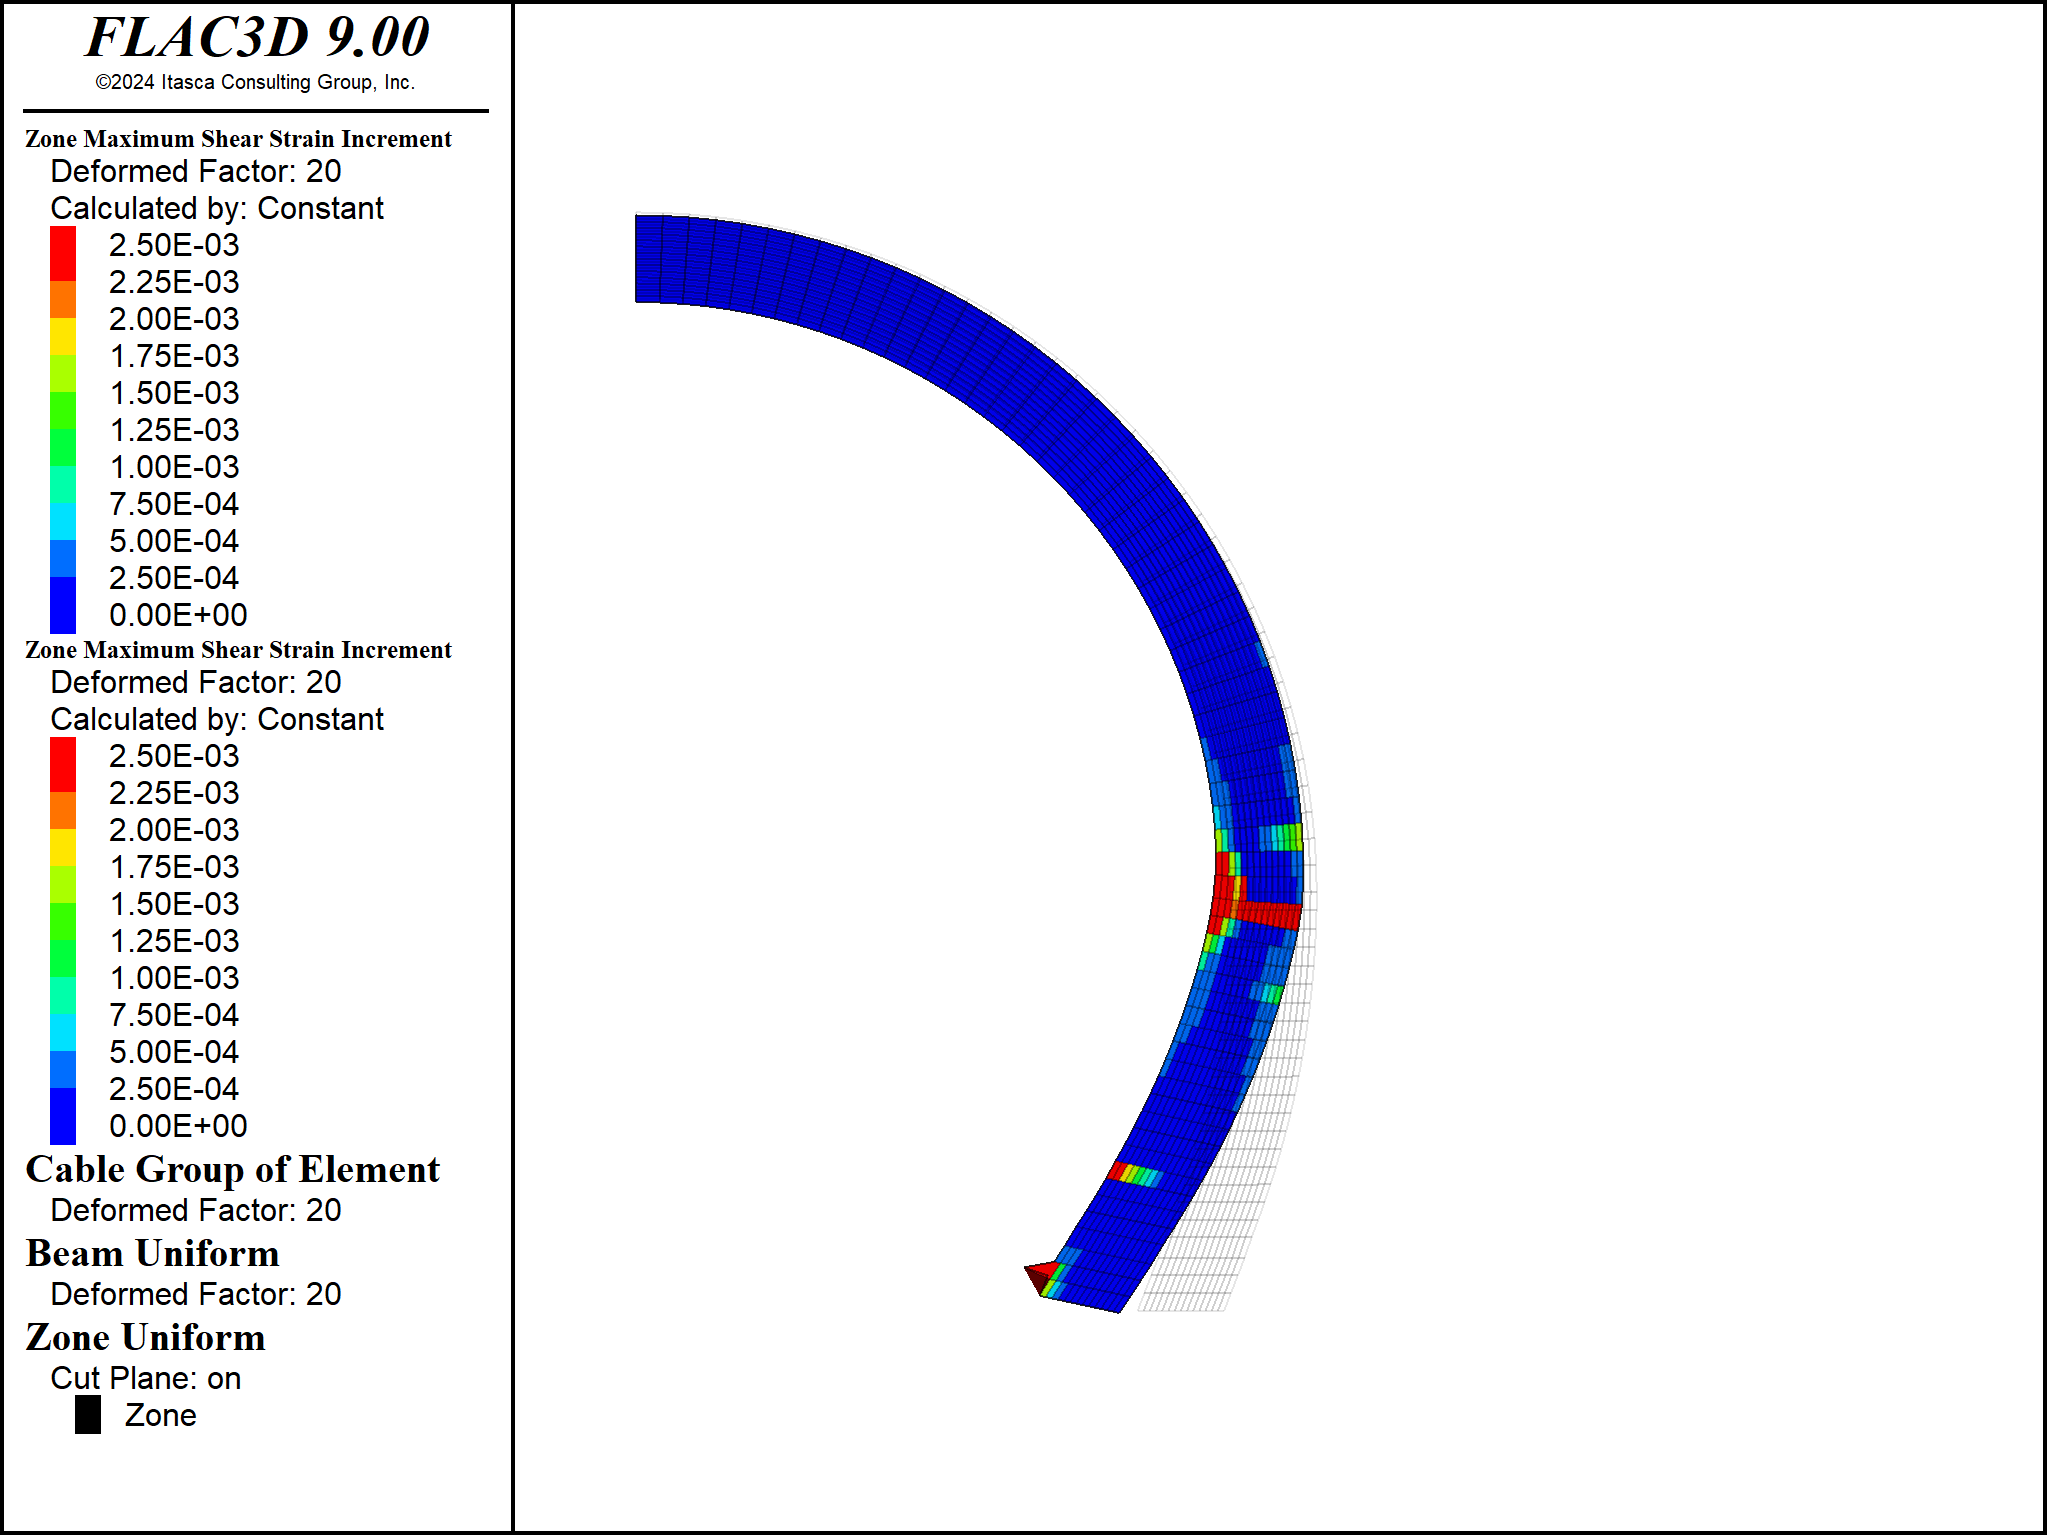 FLAC3D 9.00
©2024 Itasca Consulting Group, Inc.
Zone Maximum Shear Strain Increment
Deformed Factor: 20
Calculated by: Constant
2.50E-03
2.25E-03
2.00E-03
1.75E-03
1.50E-03
1.25E-03
1.00E-03
7.50E-04
5.00E-04
2.50E-04
0.00E+00
Zone Maximum Shear Strain Increment
Deformed Factor: 20
Calculated by: Constant
2.50E-03
2.25E-03
2.00E-03
1.75E-03
1.50E-03
1.25E-03
1.00E-03
7.50E-04
5.00E-04
2.50E-04
0.00E+00
Cable Group of Element
Deformed Factor: 20
Beam Uniform
Deformed Factor: 20
Zone Uniform
Cut Plane: on
Zone